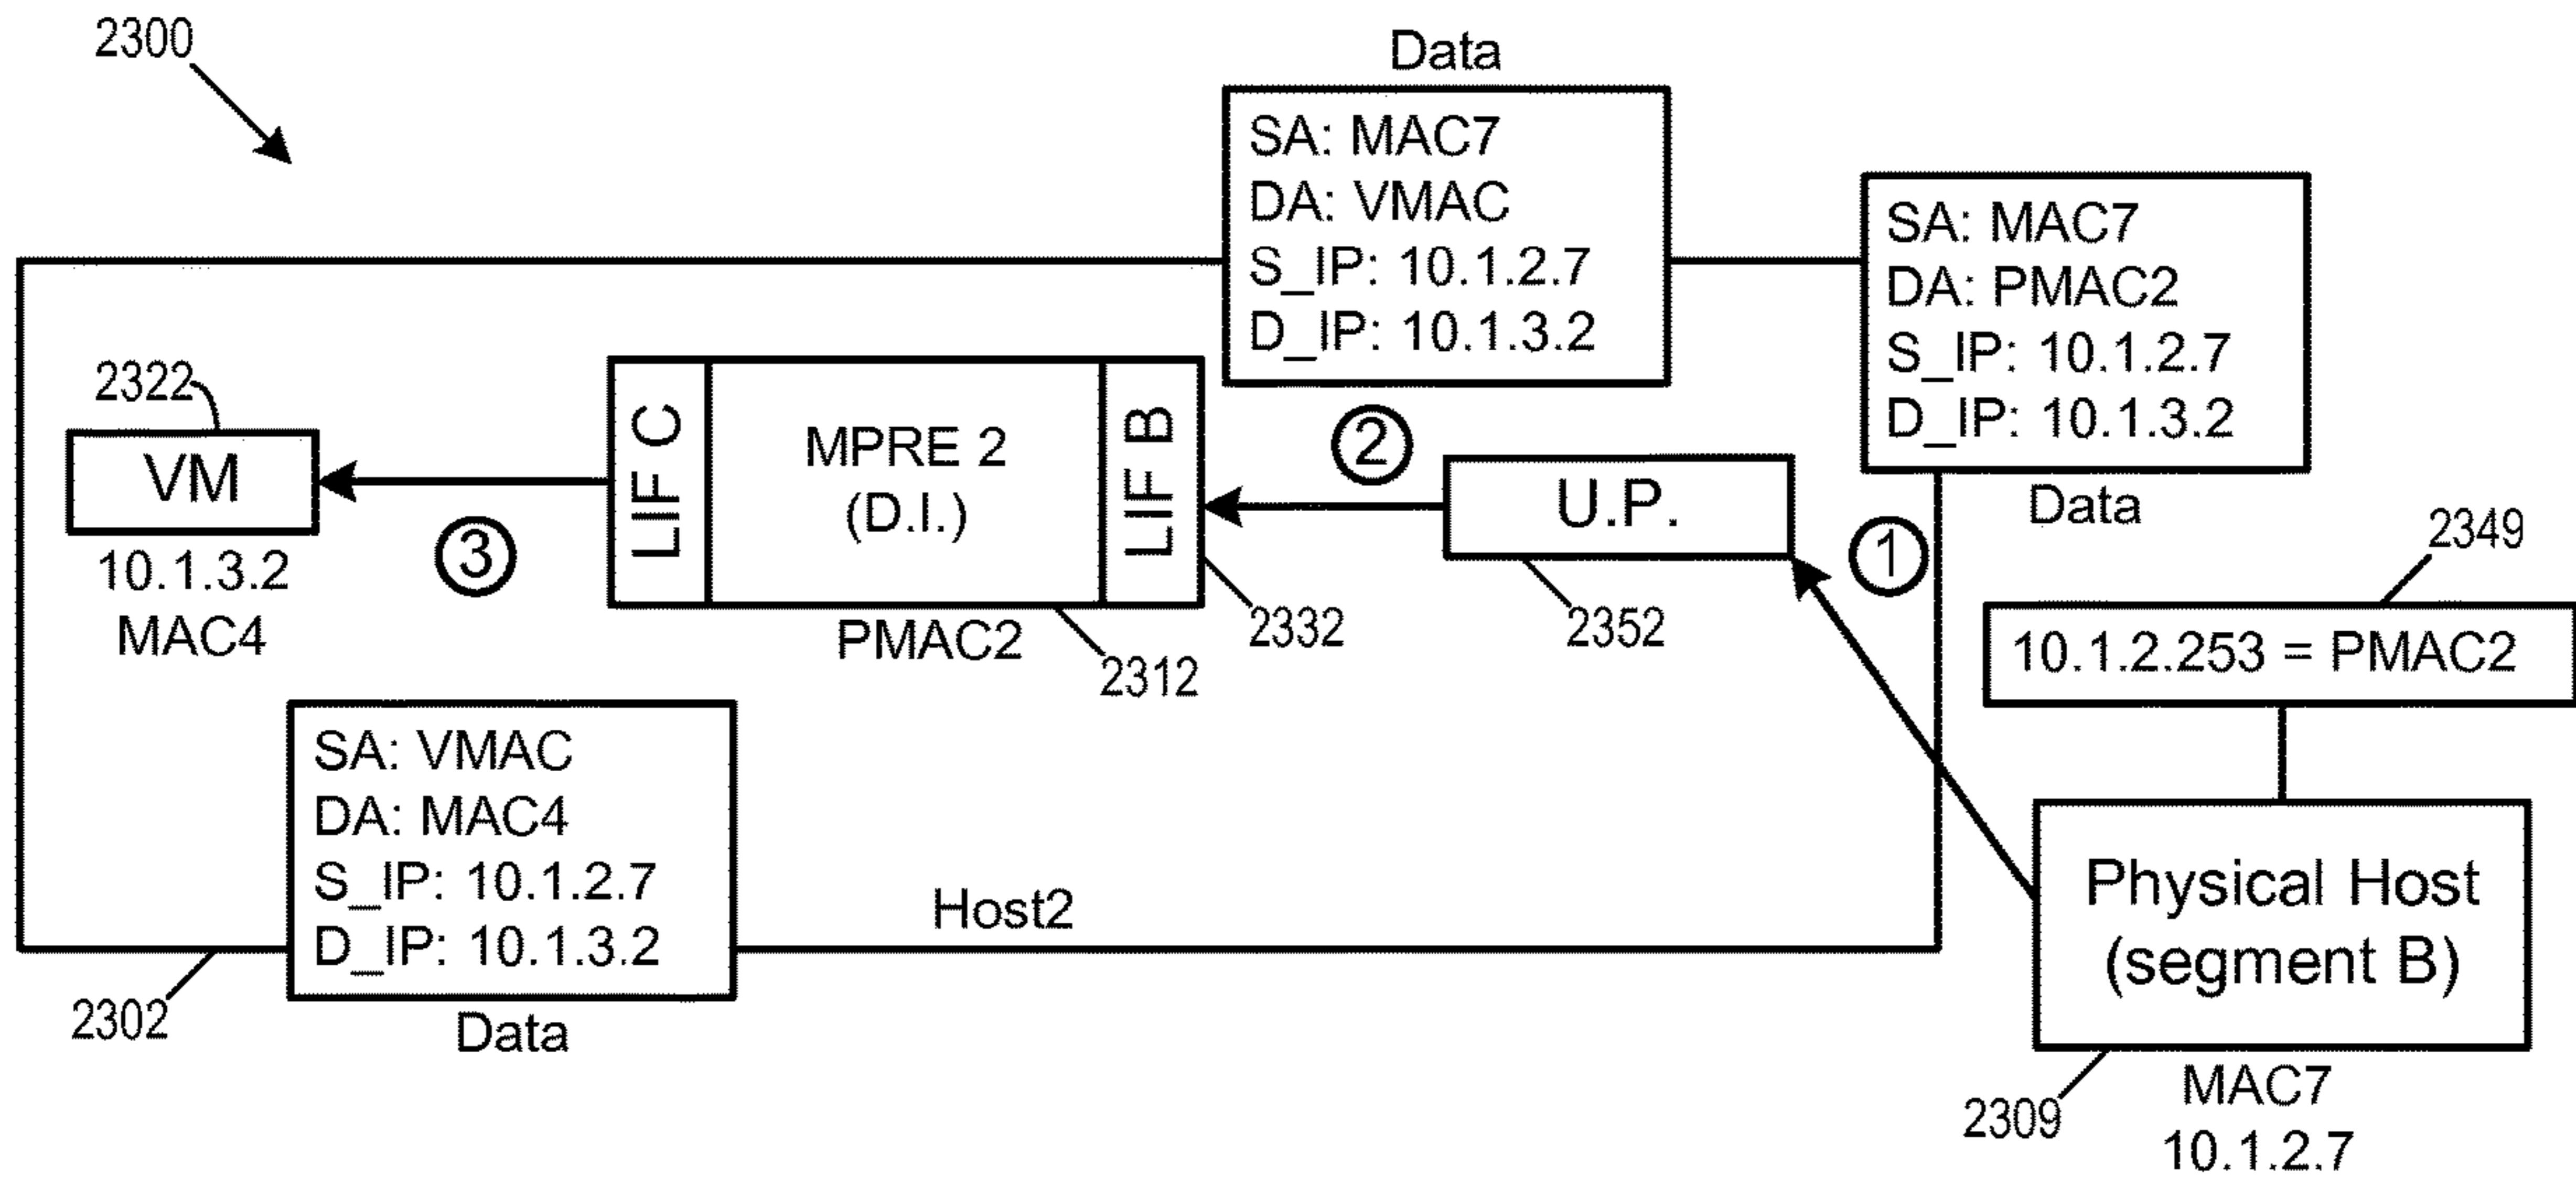 2300
Data
SA: MAC7
DA: VMAC
S_IP: 10.1.2.7
D_IP: 10.1.3.2
SA: MAC7
DA: PMAC2
S_IP: 10.1.2.7
D_IP: 10.1.3.2
Data
2322
VM
10.1.3.2
MAC4
3
LIF C
MPRE 2
(D.I.)
LIF B
PMAC2
2312
2332
2
U.P.
2352
1
2349
10.1.2.253 = PMAC2
SA: VMAC
DA: MAC4
S_IP: 10.1.2.7
D_IP: 10.1.3.2
Data
2302
Host2
Physical Host
(segment B)
2309
MAC7
10.1.2.7